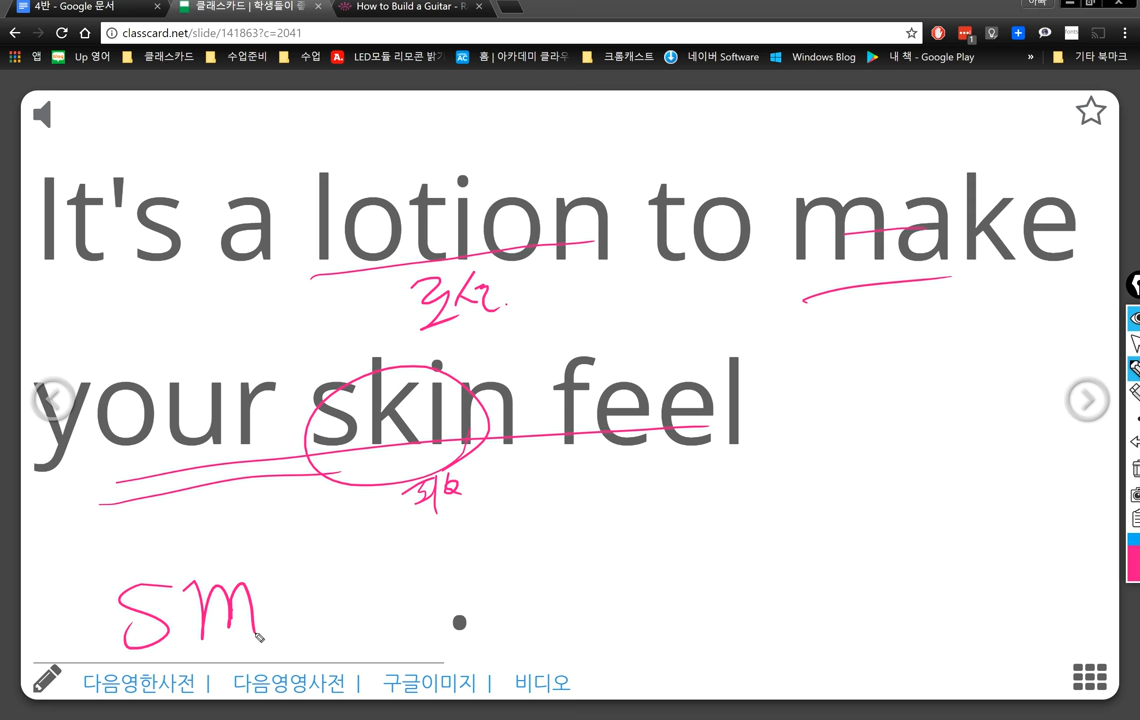 4반 - Google 문서
클래스카드 | 학생들이 좋
How to Build a Guitar - R
classcard.net/slide/141863?c=2041
앱 Up 영어 클래스카드 수업준비 수업 LED모듈 리모콘 밝기 홈 | 아카데미 클라우 크롬캐스트 네이버 Software Windows Blog 내 책 - Google Play » 기타 북마크
It's a lotion to make
로션
your skin feel
피부
sm .
다음영한사전 | 다음영영사전 | 구글이미지 | 비디오